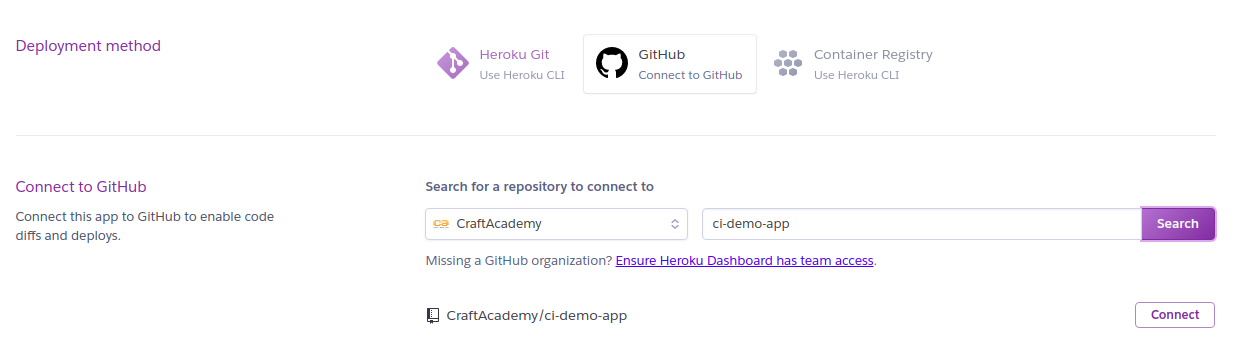 Deployment method
Heroku Git
Use Heroku CLI
GitHub
Connect to GitHub
Container Registry
Use Heroku CLI
Connect to GitHub
Connect this app to GitHub to enable code
diffs and deploys.
Search for a repository to connect to
ca CraftAcademy
ci-demo-app
Search
Missing a GitHub organization? Ensure Heroku Dashboard has team access.
CraftAcademy/ci-demo-app
Connect